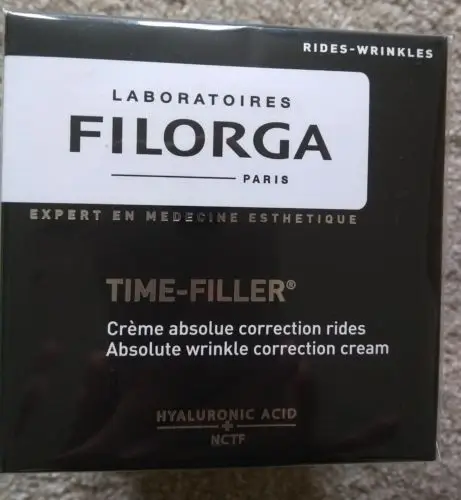 RIDES-WRINKLES
LABORATOIRES
FILORGA
PARIS
EXPERT EN MEDECINE ESTHETIQUE
TIME-FILLER®
Crème absolue correction rides
Absolute wrinkle correction cream
HYALURONIC ACID
+
NCTF